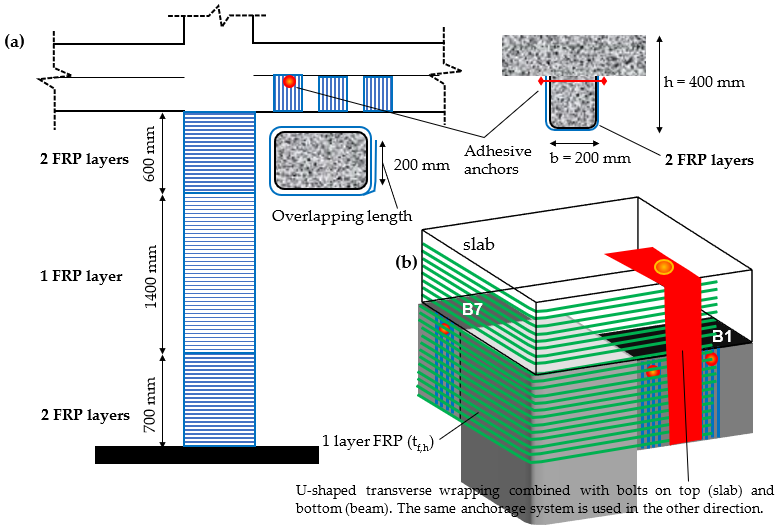 (a)
2 FRP layers
600 mm
1 FRP layer
1400 mm
2 FRP layers
700 mm
200 mm
Overlapping length
Adhesive
anchors
h = 400 mm
b = 200 mm
2 FRP layers
(b)
slab
B7
B1
1 layer FRP (tf,h)
U-shaped transverse wrapping combined with bolts on top (slab) and
bottom (beam). The same anchorage system is used in the other direction.